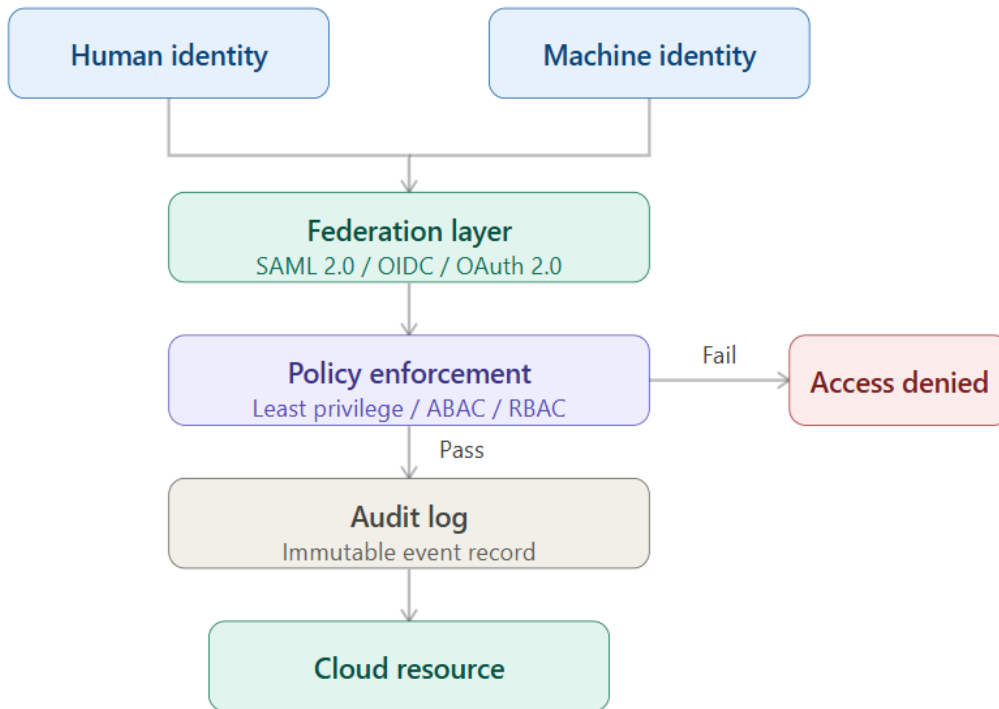 Human identity
Machine identity
Federation layer
SAML 2.0 / OIDC / OAuth 2.0
Policy enforcement
Least privilege / ABAC / RBAC
Fail
Access denied
Pass
Audit log
Immutable event record
Cloud resource